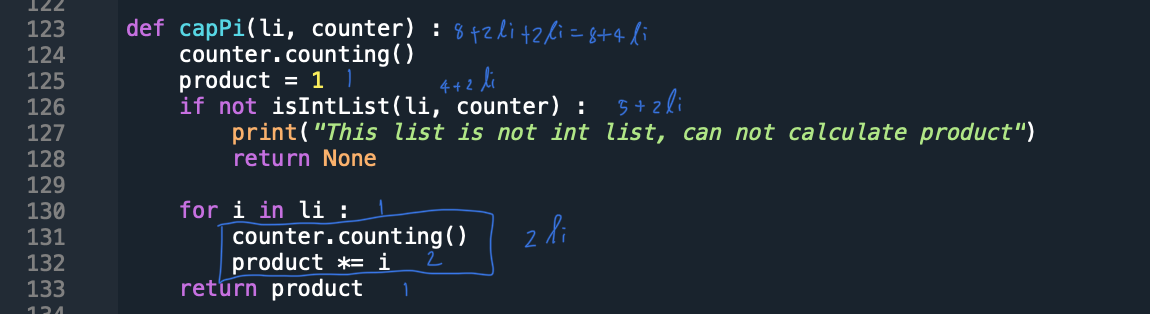 122
123 def capPi(li, counter) : 8+2li+2li=8+4li
124 counter.counting()
125 product = 1 1 4+2li
126 if not isIntList(li, counter) : 5+2li
127 print("This list is not int list, can not calculate product")
128 return None
129
130 for i in li : 1
131 counter.counting() 2li
132 product *= i 2
133 return product 1
134